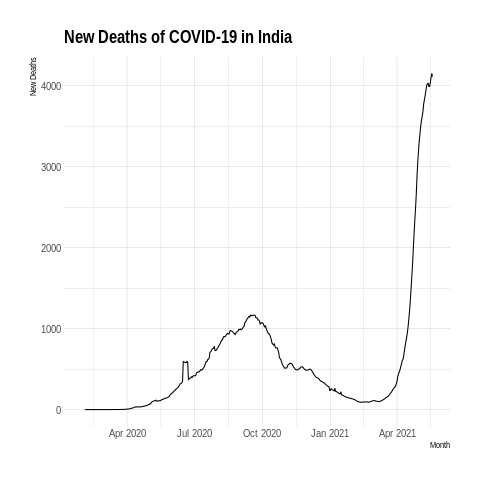 New Deaths of COVID-19 in India
New Deaths
4000
3000
2000
1000
0
Apr 2020 Jul 2020 Oct 2020 Jan 2021 Apr 2021
Month